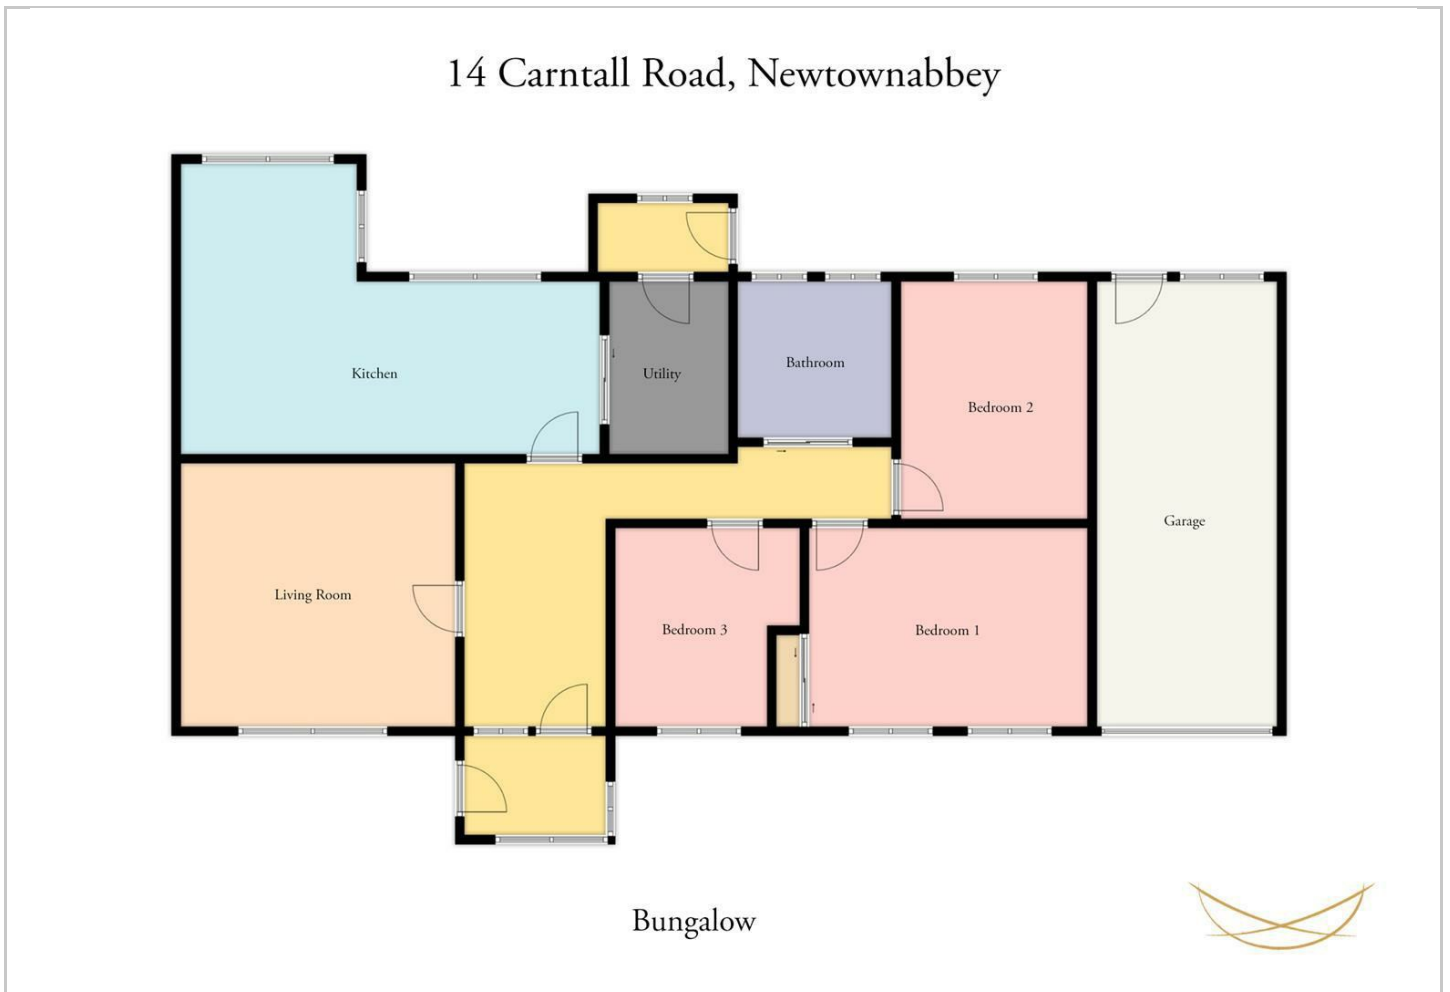 14 Carntall Road, Newtownabbey
Kitchen
Utility
Bathroom
Bedroom 2
Garage
Living Room
Bedroom 3
Bedroom 1
Bungalow